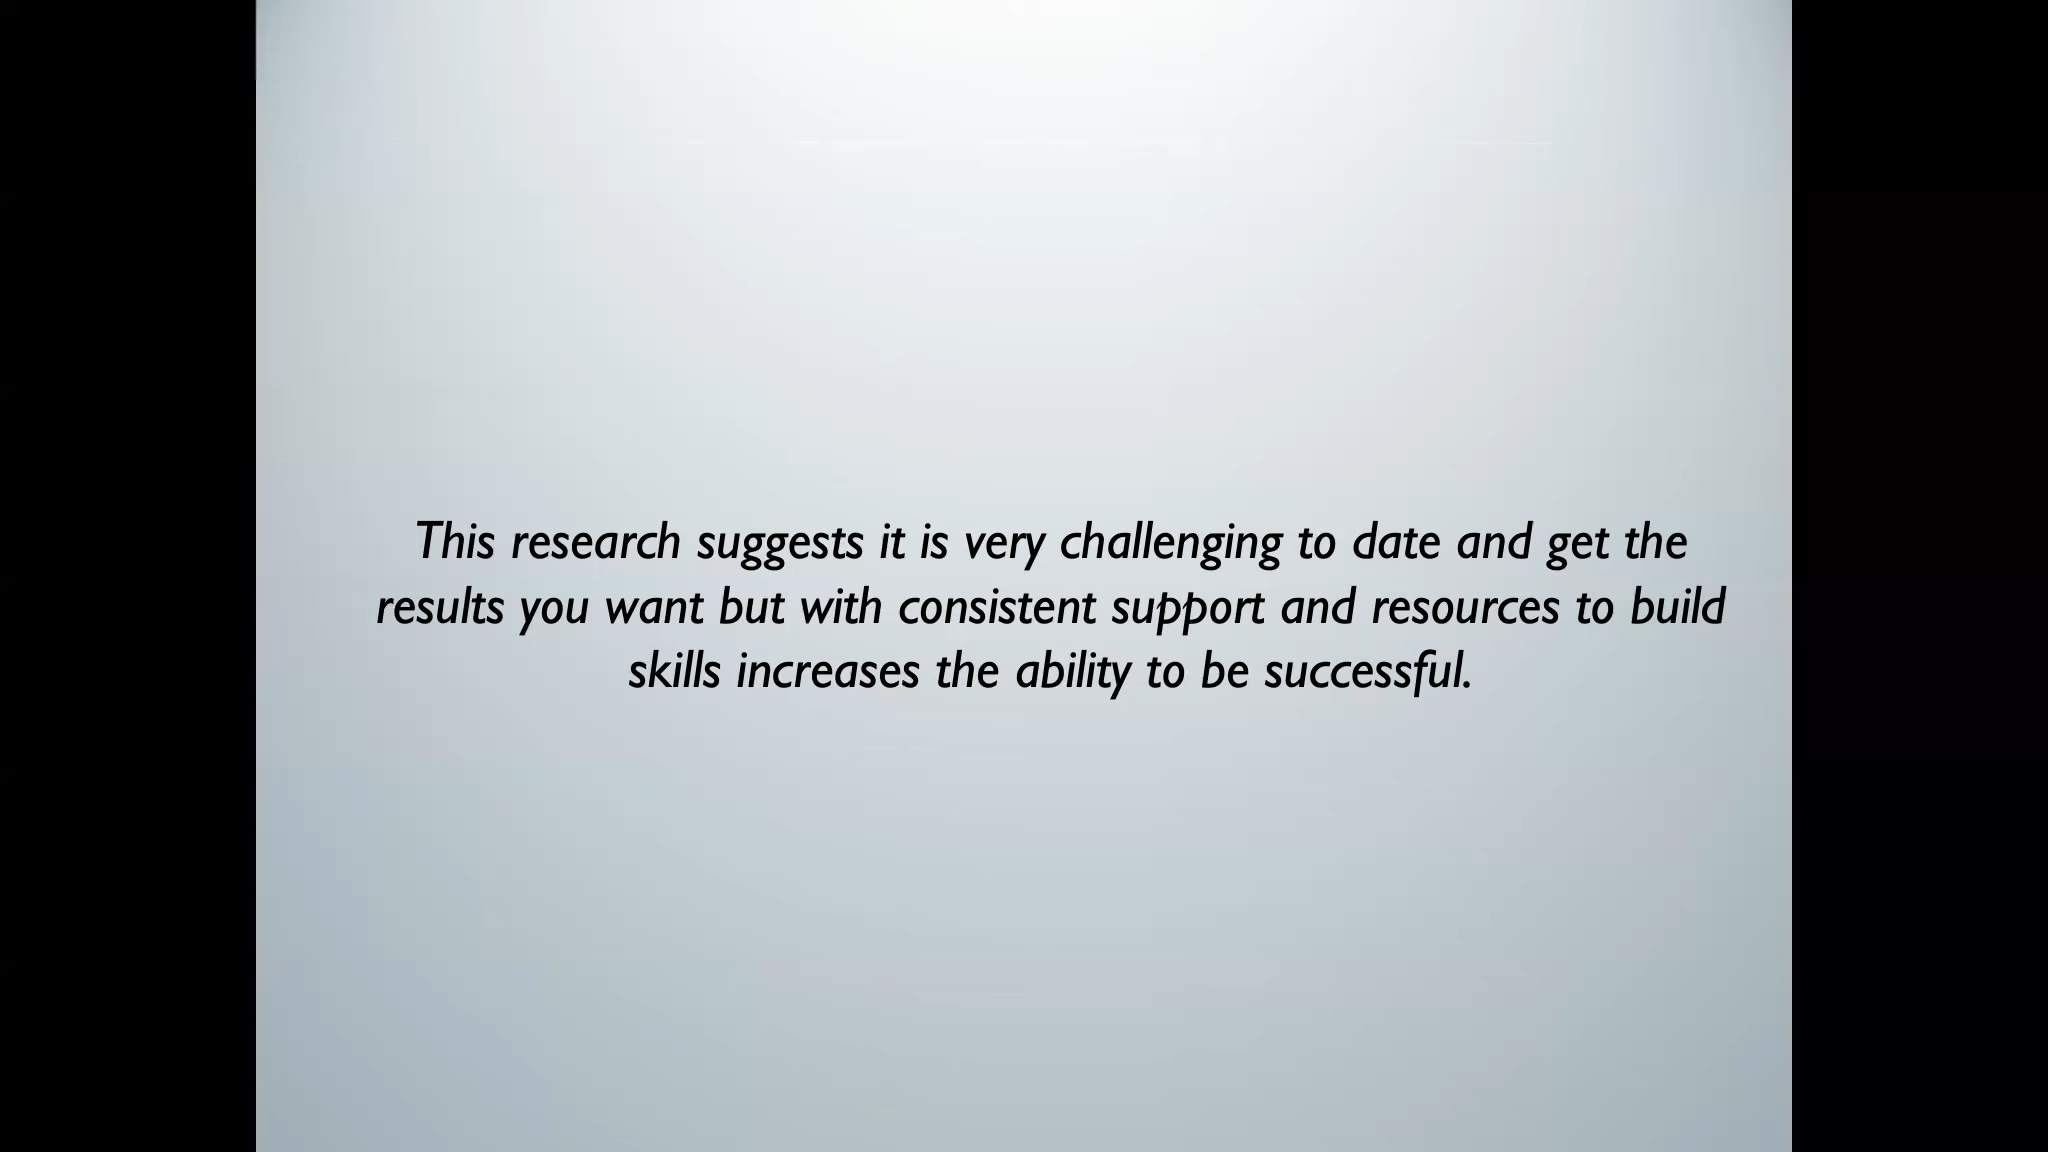 This research suggests it is very challenging to date and get the
results you want but with consistent support and resources to build
skills increases the ability to be successful.